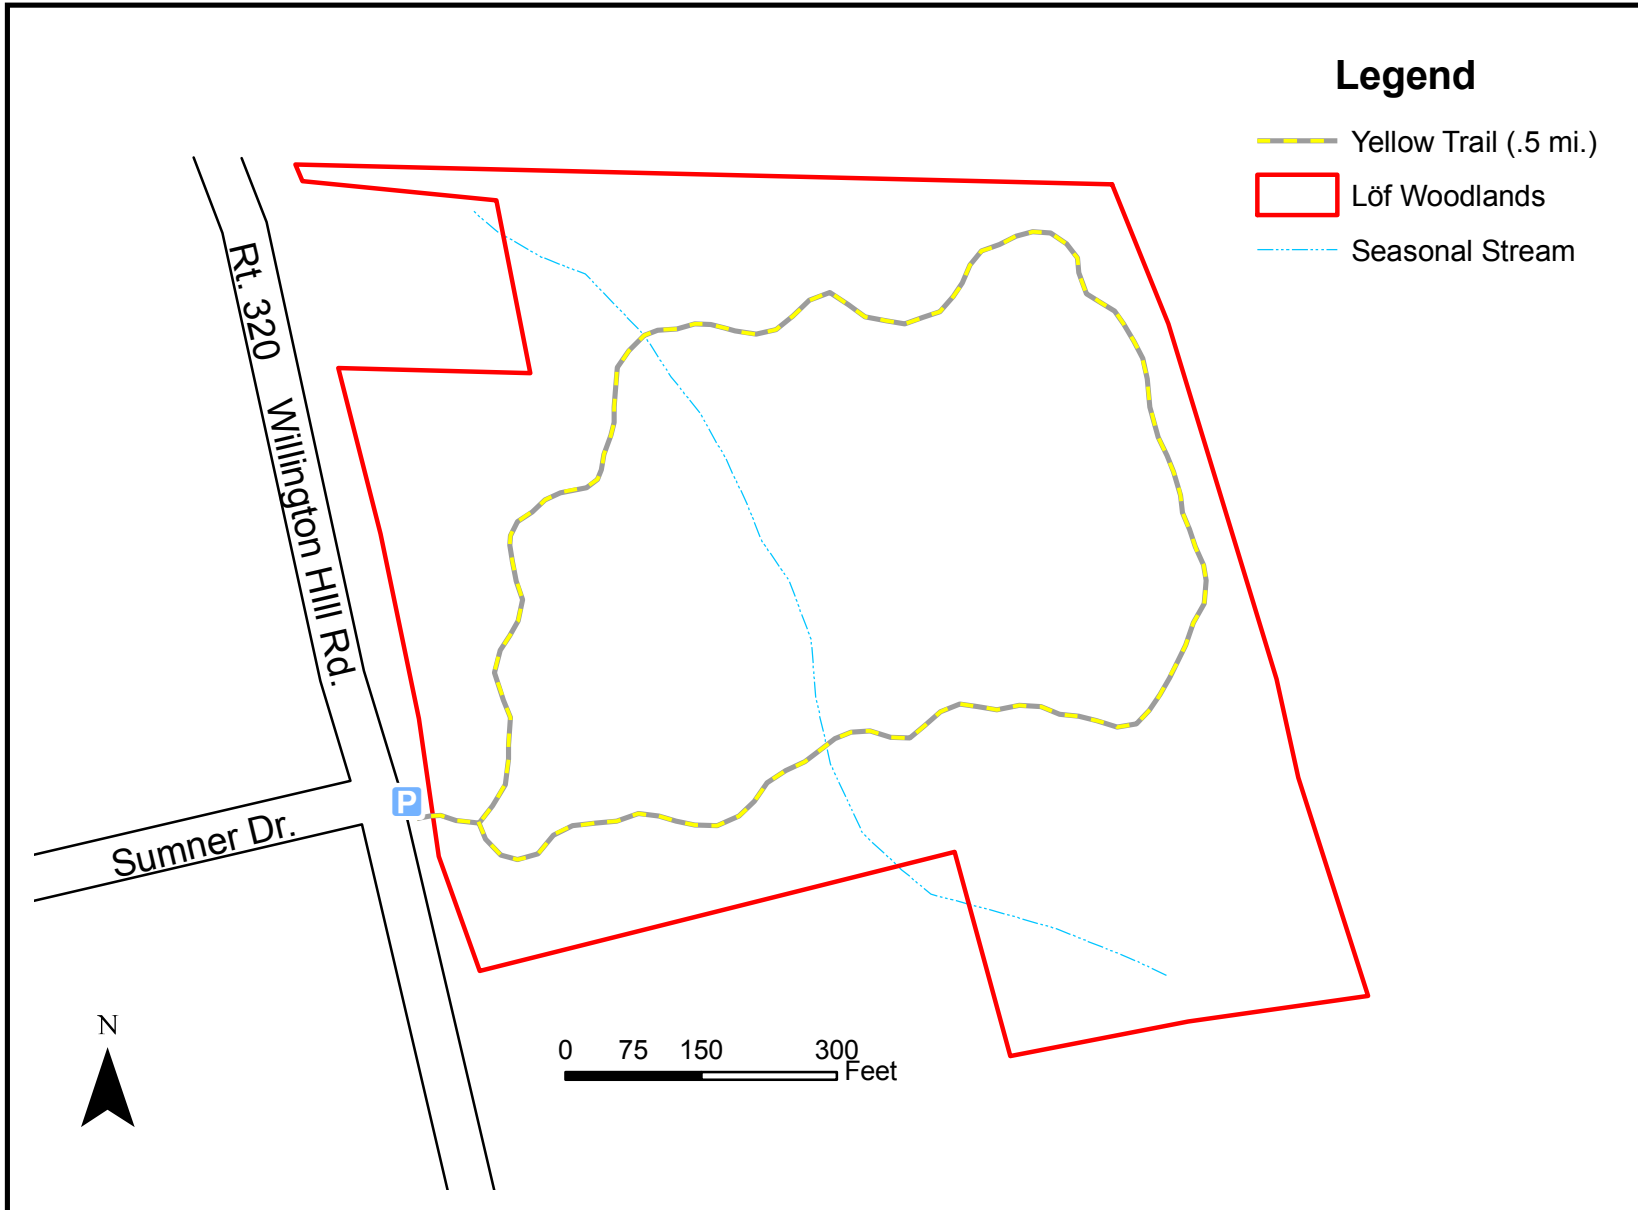 Legend
Yellow Trail (.5 mi.)
Löf Woodlands
Seasonal Stream
Rt. 320 Willington HIll Rd.
P
Sumner Dr.
N
0 75 150 300
Feet